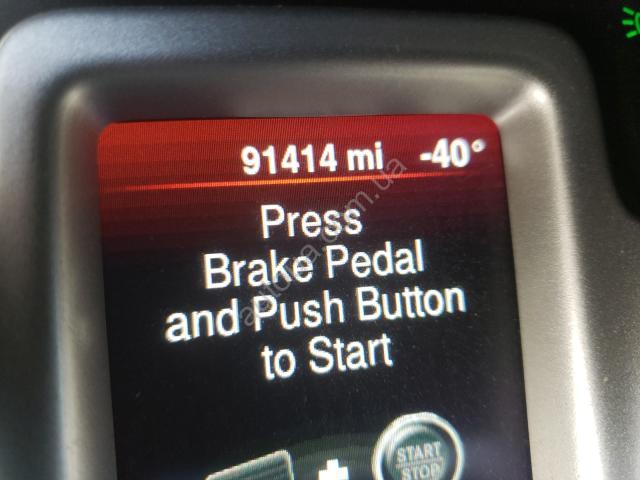 91414 mi -40°
Press
Brake Pedal
and Push Button
to Start
START
STOP